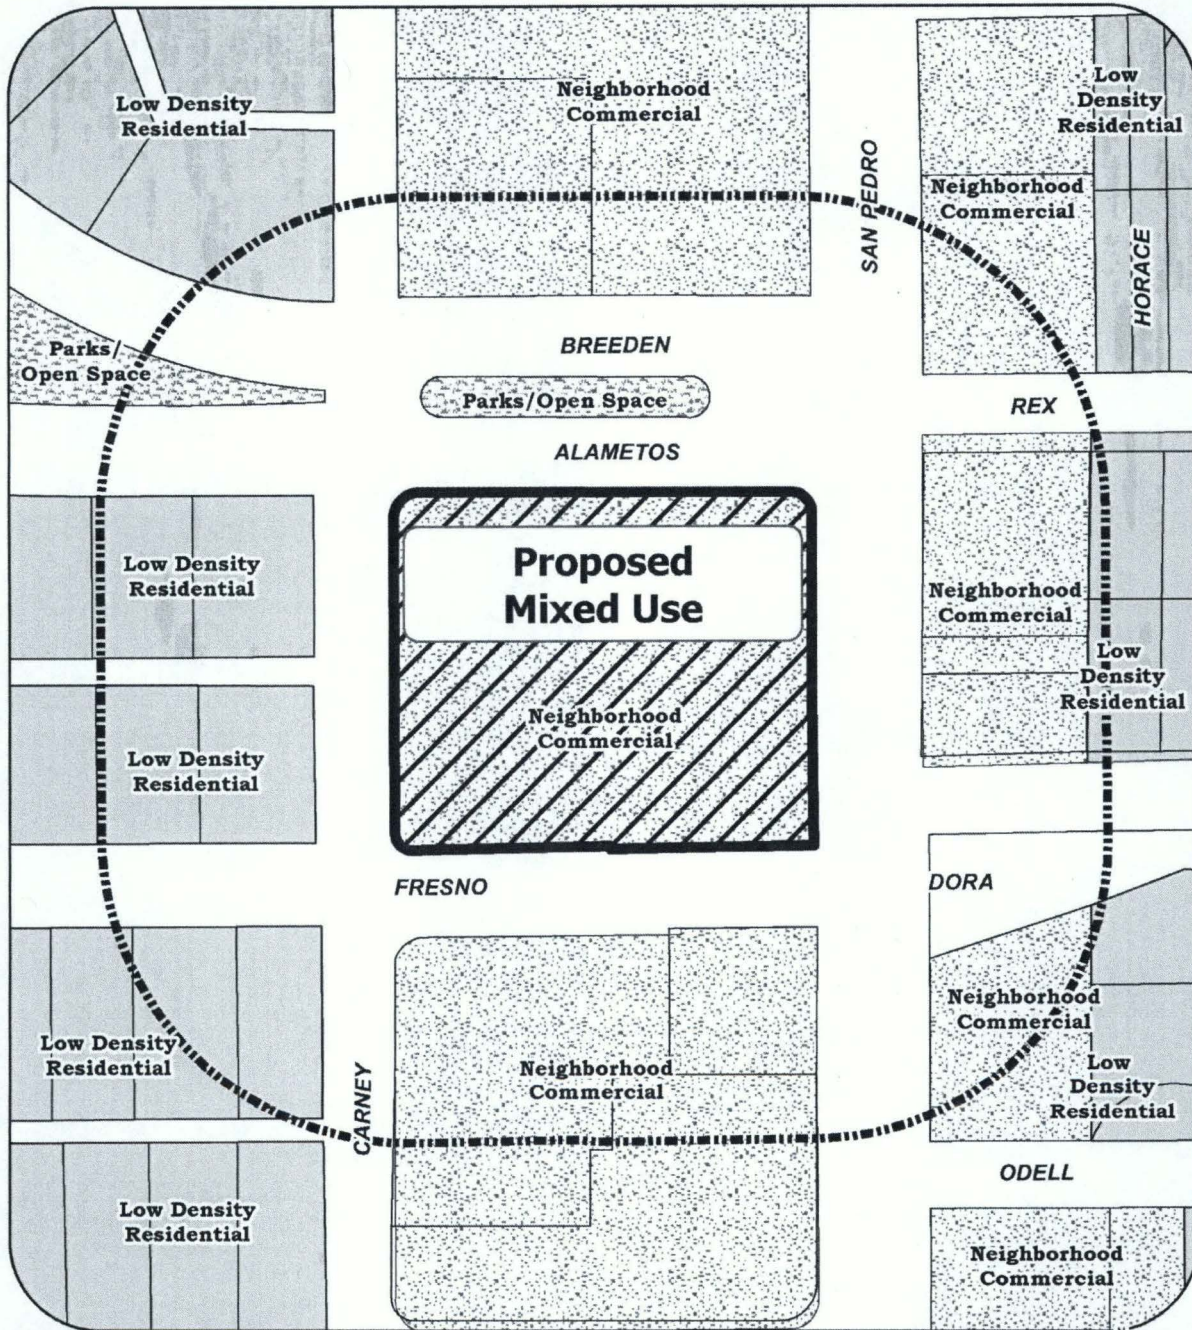 Low Density
Residential
Neighborhood
Commercial
Low
Density
Residential
SAN PEDRO
Neighborhood
Commercial
HORACE
Parks/
Open Space
BREEDEN
Parks/Open Space
REX
ALAMETOS
Proposed
Mixed Use
Low Density
Residential
Neighborhood
Commercial
Low
Density
Residential
Neighborhood
Commercial
Low Density
Residential
FRESNO
DORA
Neighborhood
Commercial
Low Density
Residential
CARNEY
Neighborhood
Commercial
Low
Density
Residential
ODELL
Low Density
Residential
Neighborhood
Commercial